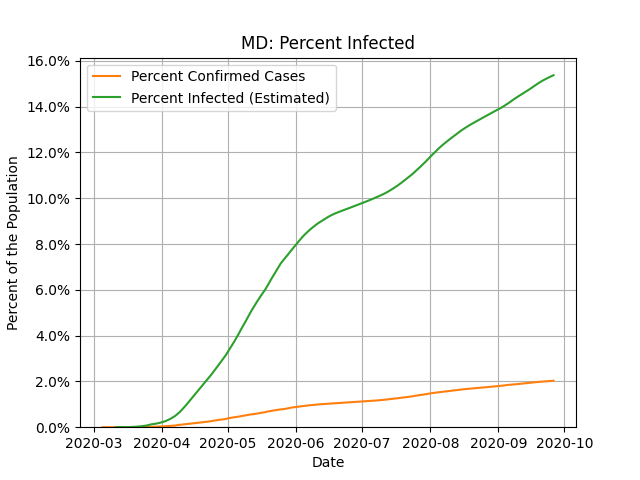 MD: Percent Infected
Percent Confirmed Cases
Percent Infected (Estimated)
16.0%
14.0%
12.0%
10.0%
8.0%
6.0%
4.0%
2.0%
0.0%
Percent of the Population
2020-03 2020-04 2020-05 2020-06 2020-07 2020-08 2020-09 2020-10
Date